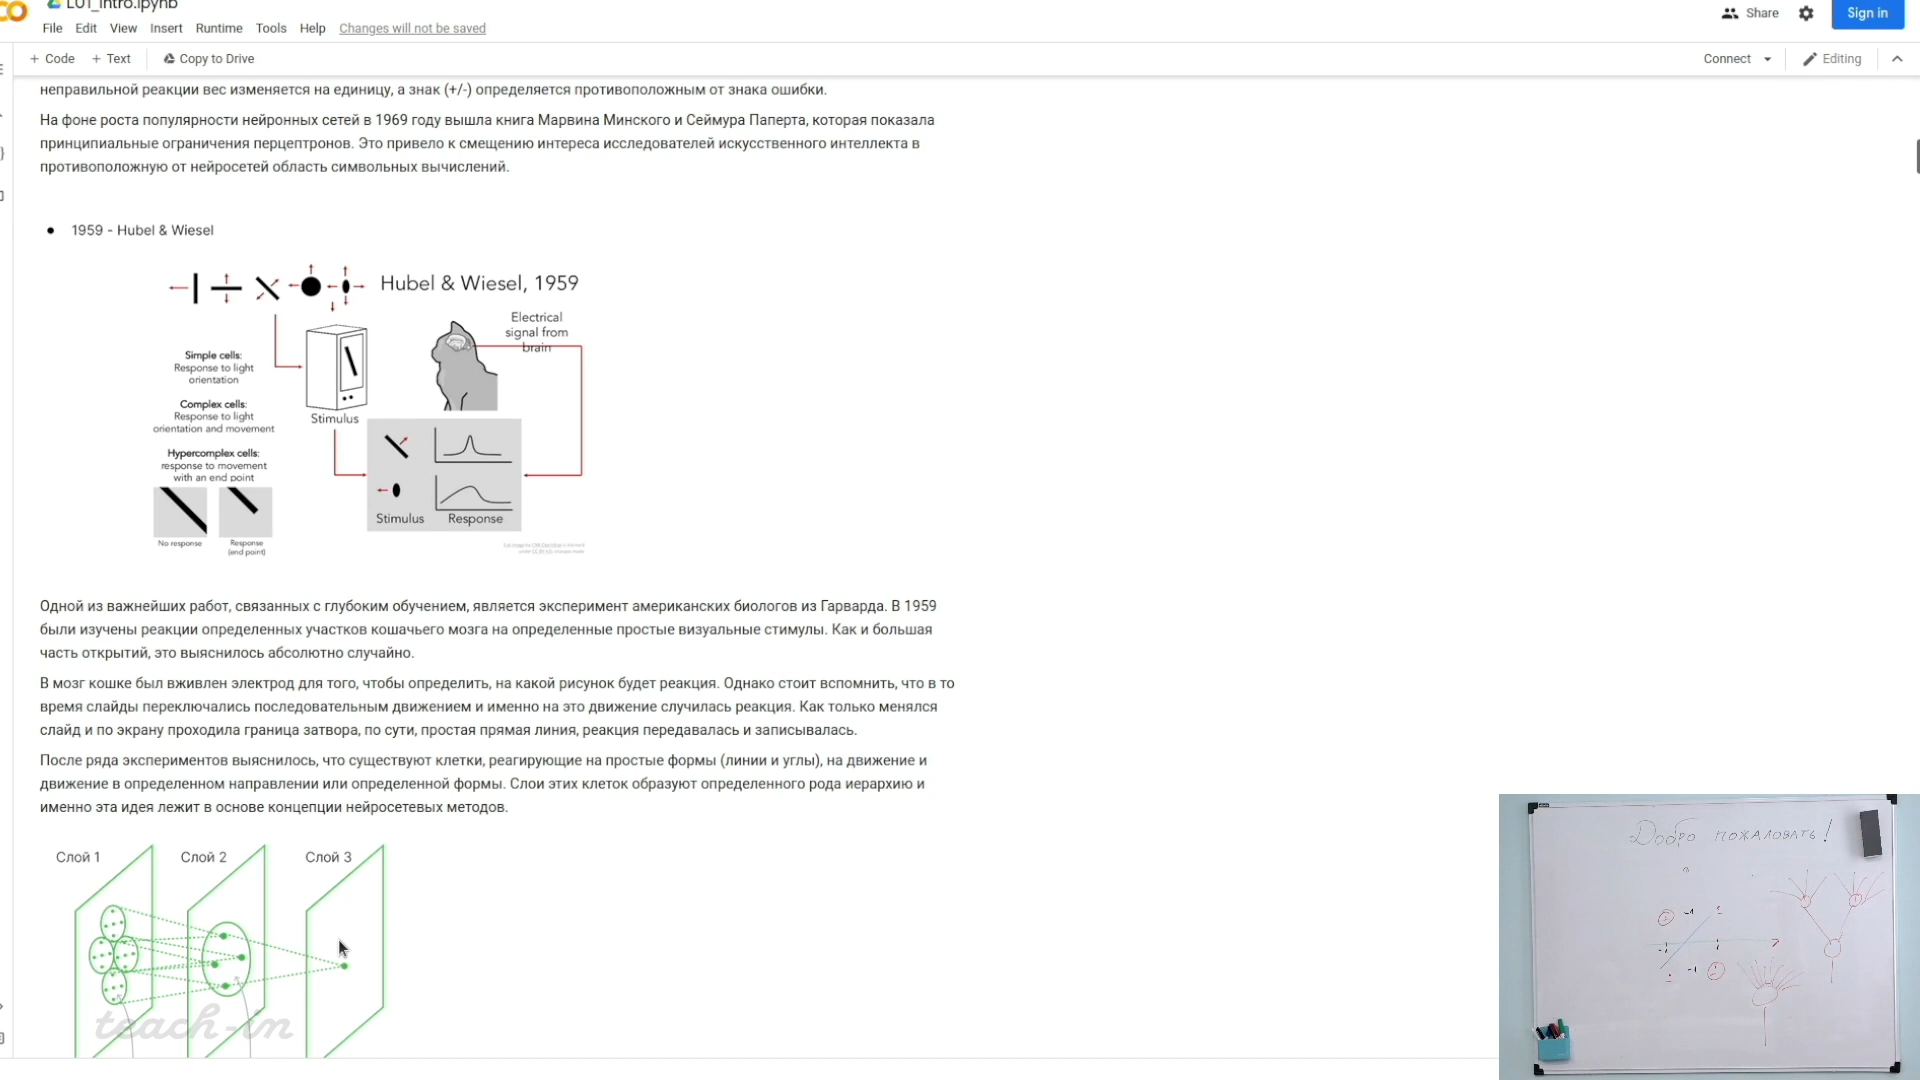 L01_Intro.ipynb
File Edit View Insert Runtime Tools Help Changes will not be saved
Share Sign in
+ Code + Text Copy to Drive
Connect Editing
неправильной реакции вес изменяется на единицу, а знак (+/-) определяется противоположным от знака ошибки.
На фоне роста популярности нейронных сетей в 1969 году вышла книга Марвина Минского и Сеймура Паперта, которая показала
принципиальные ограничения перцептронов. Это привело к смещению интереса исследователей искусственного интеллекта в
противоположную от нейросетей область символьных вычислений.
1959 - Hubel & Wiesel
Hubel & Wiesel, 1959
Electrical
signal from
brain
Simple cells:
Response to light
orientation
Complex cells:
Response to light
orientation and movement
Hypercomplex cells:
response to movement
with an end point
No response
Response
(end point)
Stimulus
Stimulus Response
Одной из важнейших работ, связанных с глубоким обучением, является эксперимент американских биологов из Гарварда. В 1959
были изучены реакции определенных участков кошачьего мозга на определенные простые визуальные стимулы. Как и большая
часть открытий, это выяснилось абсолютно случайно.
В мозг кошке был вживлен электрод для того, чтобы определить, на какой рисунок будет реакция. Однако стоит вспомнить, что в то
время слайды переключались последовательным движением и именно на это движение случилась реакция. Как только менялся
слайд и по экрану проходила граница затвора, по сути, простая прямая линия, реакция передавалась и записывалась.
После ряда экспериментов выяснилось, что существуют клетки, реагирующие на простые формы (линии и углы), на движение и
движение в определенном направлении или определенной формы. Слои этих клеток образуют определенного рода иерархию и
именно эта идея лежит в основе концепции нейросетевых методов.
Слой 1 Слой 2 Слой 3
teach-in
Добро пожаловать!